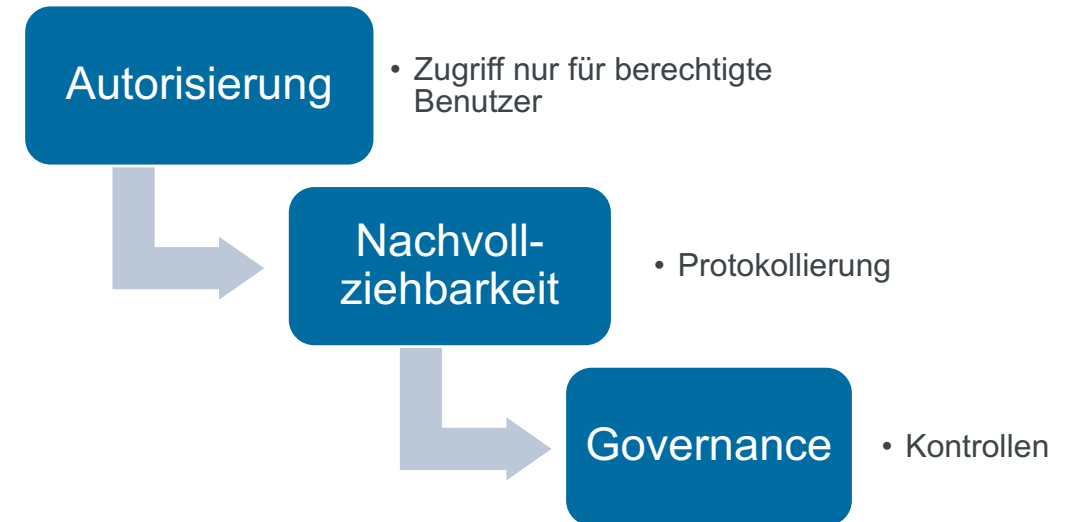 Autorisierung
• Zugriff nur für berechtigte
Benutzer
Nachvoll-
ziehbarkeit
• Protokollierung
Governance
• Kontrollen